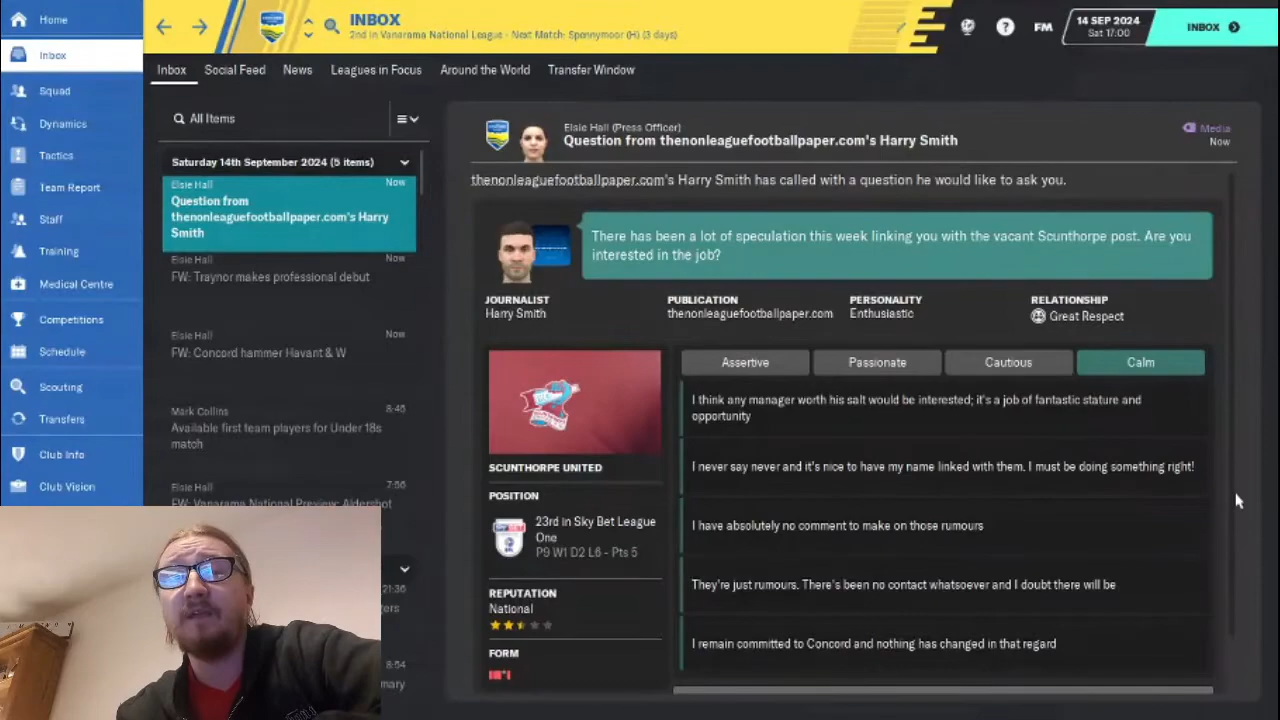 Home
INBOX
2nd in Vanarama National League - Next Match: Spennymoor (H) (3 days)
FM
14 SEP 2024
Sat 17:00
INBOX
Inbox
Squad
Dynamics
Tactics
Team Report
Staff
Training
Medical Centre
Competitions
Schedule
Scouting
Transfers
Club Info
Club Vision
Inbox
Social Feed
News
Leagues in Focus
Around the World
Transfer Window
All Items
Saturday 14th September 2024 (5 items)
Elsie Hall
Now
Question from
thenonleaguefootballpaper.com's Harry
Smith
Elsie Hall
Now
FW: Traynor makes professional debut
Elsie Hall
Now
FW: Concord hammer Havant & W
Mark Collins
8:46
Available first team players for Under 18s
match
Elsie Hall
7:56
FW: Vanarama National Preview: Aldershot
21:36
8:54
Elsie Hall (Press Officer)
Question from thenonleaguefootballpaper.com's Harry Smith
Media
Now
thenonleaguefootballpaper.com's Harry Smith has called with a question he would like to ask you.
There has been a lot of speculation this week linking you with the vacant Scunthorpe post. Are you
interested in the job?
JOURNALIST
Harry Smith
PUBLICATION
thenonleaguefootballpaper.com
PERSONALITY
Enthusiastic
RELATIONSHIP
Great Respect
SCUNTHORPE UNITED
POSITION
23rd in Sky Bet League
One
P9 W1 D2 L6 - Pts 5
REPUTATION
National
FORM
Assertive
Passionate
Cautious
Calm
I think any manager worth his salt would be interested; it's a job of fantastic stature and
opportunity
I never say never and it's nice to have my name linked with them. I must be doing something right!
I have absolutely no comment to make on those rumours
They're just rumours. There's been no contact whatsoever and I doubt there will be
I remain committed to Concord and nothing has changed in that regard